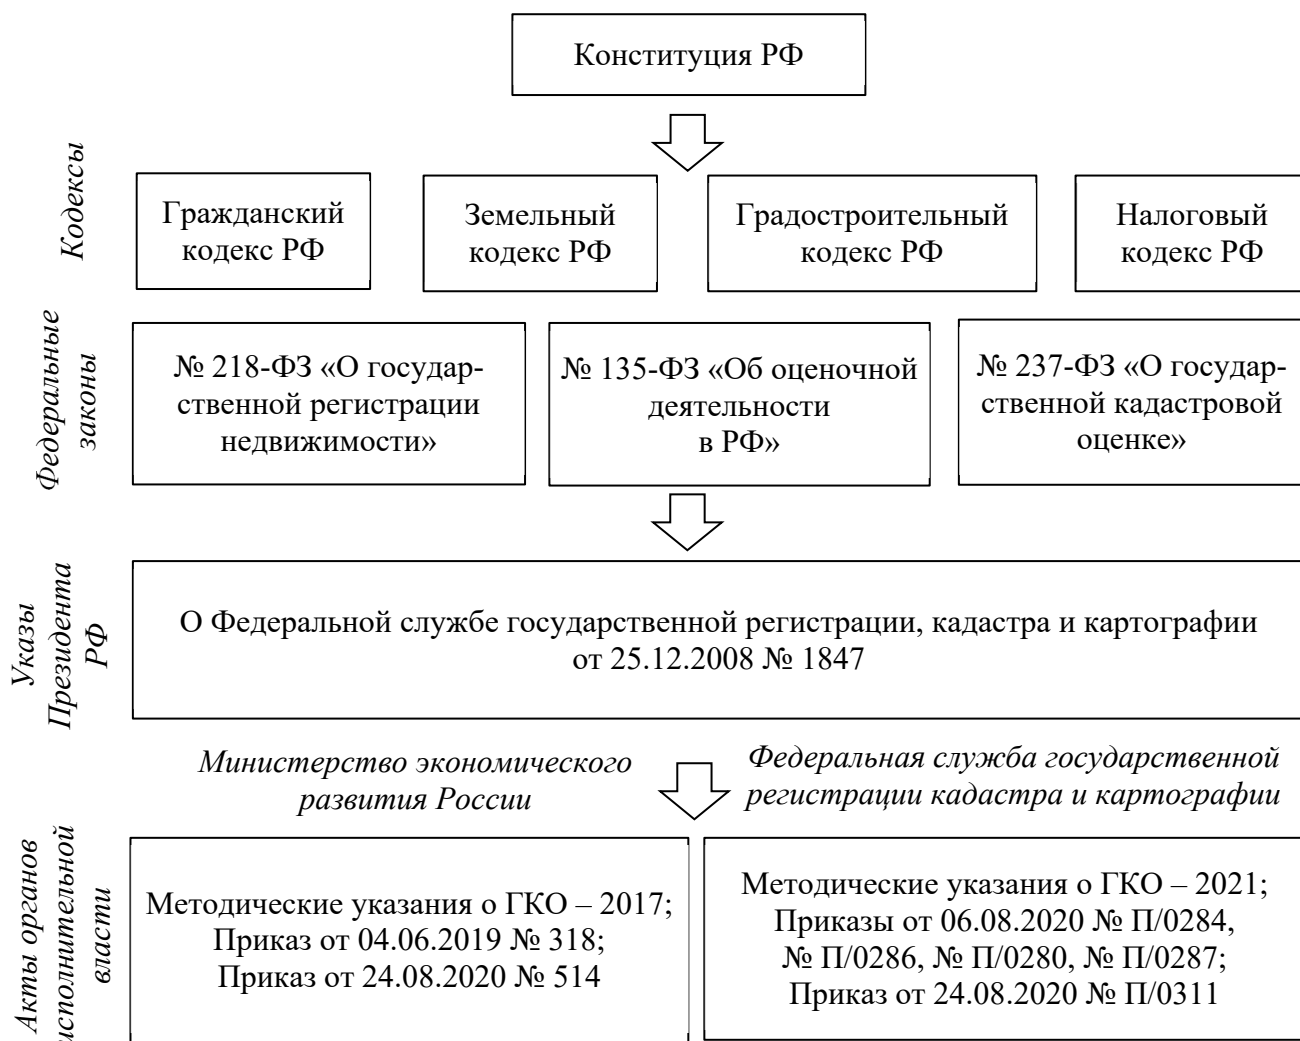 Конституция РФ
Кодексы
Гражданский
кодекс РФ
Земельный
кодекс РФ
Градостроительный
кодекс РФ
Налоговый
кодекс РФ
Федеральные
законы
№ 218-ФЗ «О государ-
ственной регистрации
недвижимости»
№ 135-ФЗ «Об оценочной
деятельности
в РФ»
№ 237-ФЗ «О государ-
ственной кадастровой
оценке»
Указы
Президента
РФ
О Федеральной службе государственной регистрации, кадастра и картографии
от 25.12.2008 № 1847
Министерство экономического
развития России
Федеральная служба государственной
регистрации кадастра и картографии
Акты органов
исполнительной
власти
Методические указания о ГКО – 2017;
Приказ от 04.06.2019 № 318;
Приказ от 24.08.2020 № 514
Методические указания о ГКО – 2021;
Приказы от 06.08.2020 № П/0284,
№ П/0286, № П/0280, № П/0287;
Приказ от 24.08.2020 № П/0311